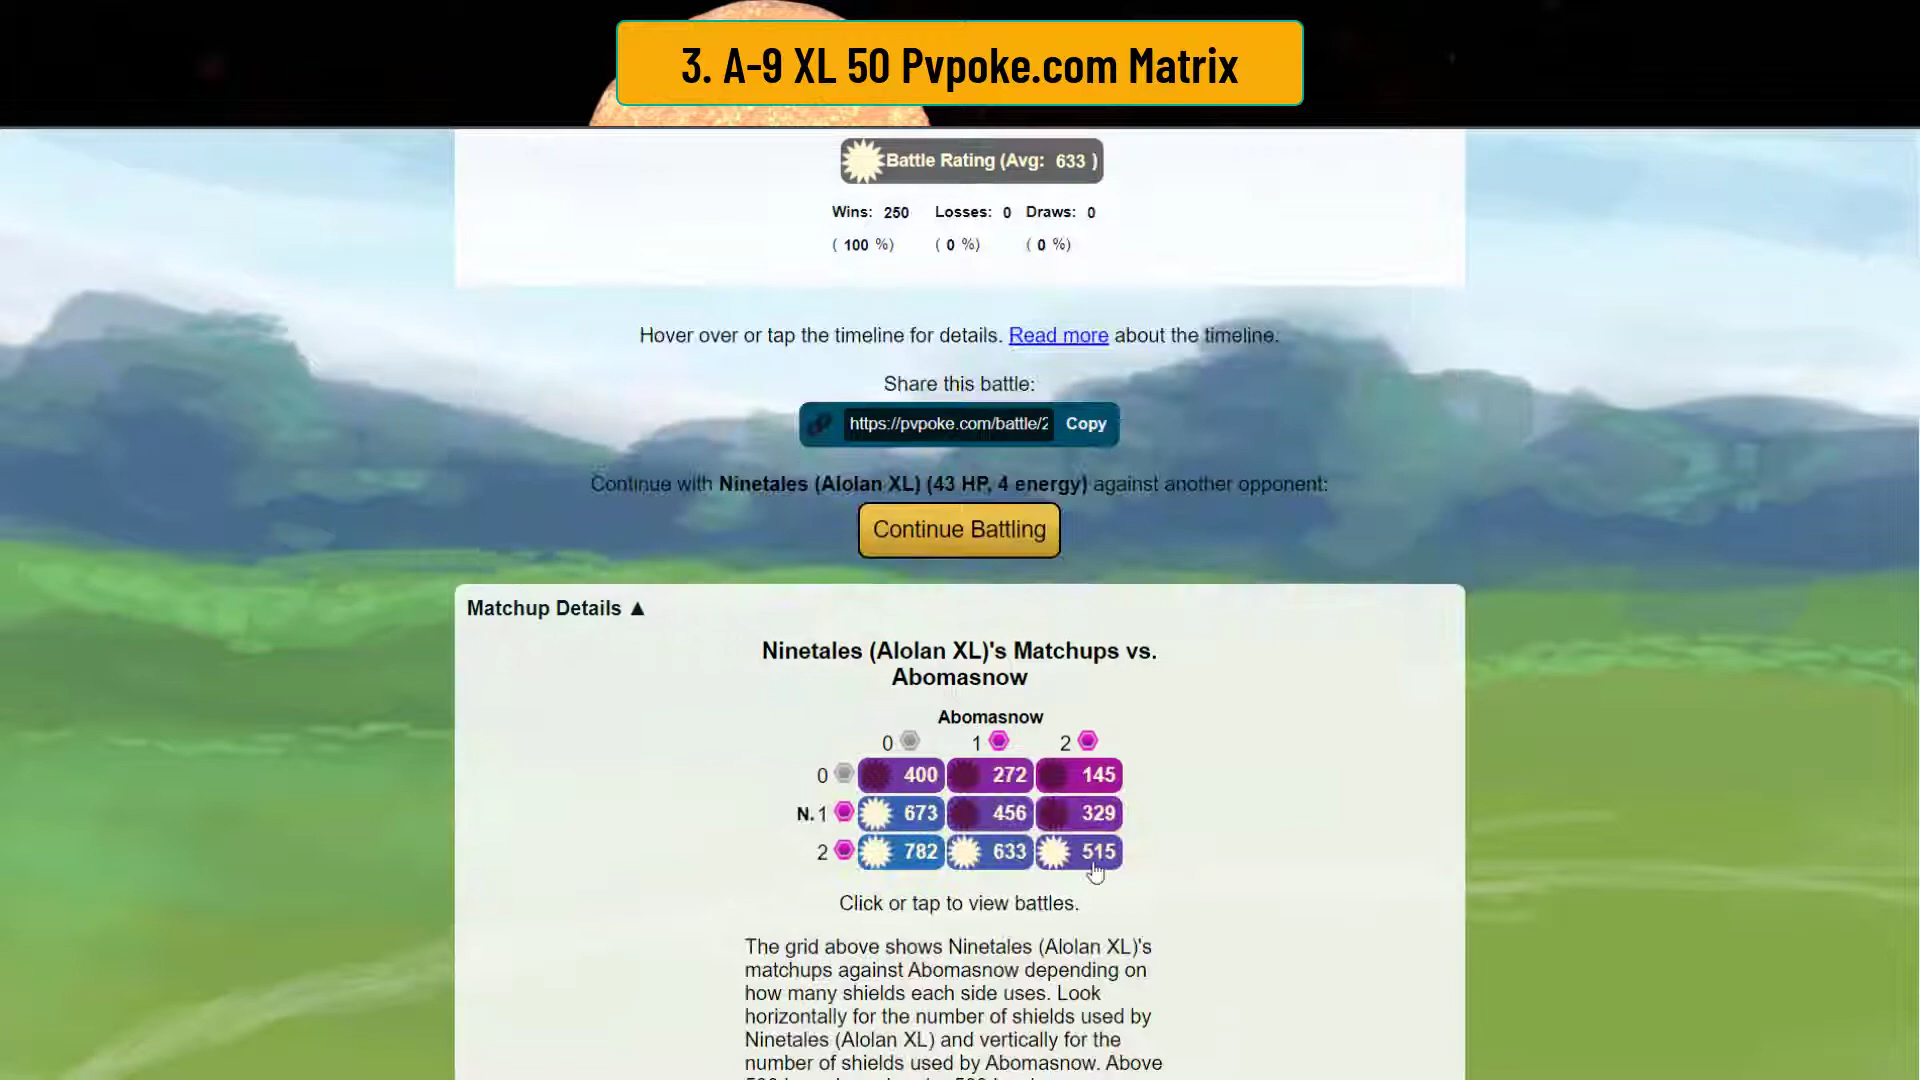 3. A-9 XL 50 Pvpoke.com Matrix
Battle Rating (Avg: 633 )
Wins: 250 Losses: 0 Draws: 0
( 100 %) ( 0 %) ( 0 %)
Hover over or tap the timeline for details. Read more about the timeline.
Share this battle:
https://pvpoke.com/battle/2 Copy
Continue with Ninetales (Alolan XL) (43 HP, 4 energy) against another opponent:
Continue Battling
Matchup Details ▲
Ninetales (Alolan XL)'s Matchups vs.
Abomasnow
Abomasnow
0 1 2
0 400 272 145
N. 1 673 456 329
2 782 633 515
Click or tap to view battles.
The grid above shows Ninetales (Alolan XL)'s
matchups against Abomasnow depending on
how many shields each side uses. Look
horizontally for the number of shields used by
Ninetales (Alolan XL) and vertically for the
number of shields used by Abomasnow. Above